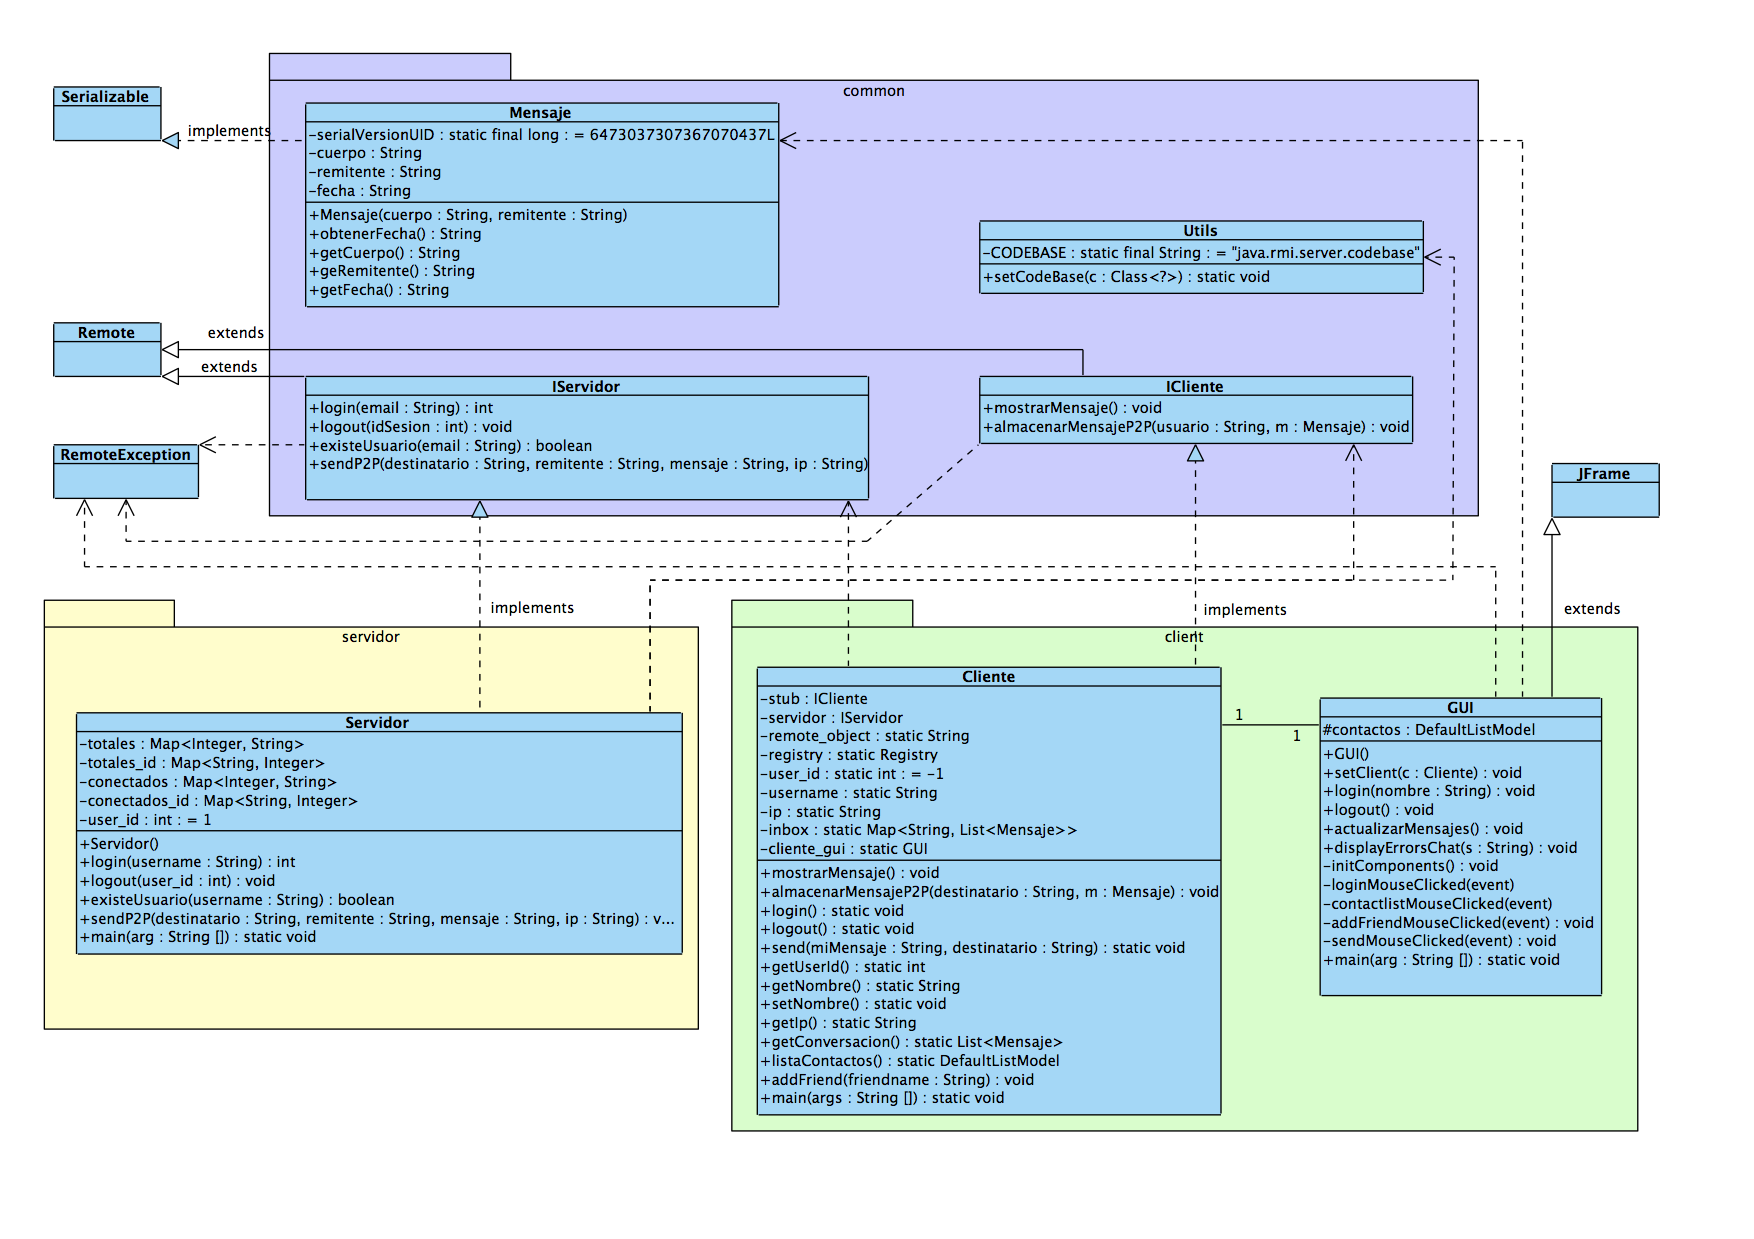 common
Serializable
implements
Mensaje
-serialVersionUID : static final long : = 6473037307367070437L
-cuerpo : String
-remitente : String
-fecha : String
+Mensaje(cuerpo : String, remitente : String)
+obtenerFecha() : String
+getCuerpo() : String
+geRemitente() : String
+getFecha() : String
Utils
-CODEBASE : static final String : = "java.rmi.server.codebase"
+setCodeBase(c : Class<?>) : static void
Remote
extends
extends
IServidor
+login(email : String) : int
+logout(idSesion : int) : void
+existeUsuario(email : String) : boolean
+sendP2P(destinatario : String, remitente : String, mensaje : String, ip : String)
ICliente
+mostrarMensaje() : void
+almacenarMensajeP2P(usuario : String, m : Mensaje) : void
RemoteException
JFrame
implements
implements
extends
servidor
client
Servidor
-totales : Map<Integer, String>
-totales_id : Map<String, Integer>
-conectados : Map<Integer, String>
-conectados_id : Map<String, Integer>
-user_id : int : = 1
+Servidor()
+login(username : String) : int
+logout(user_id : int) : void
+existeUsuario(username : String) : boolean
+sendP2P(destinatario : String, remitente : String, mensaje : String, ip : String) : v...
+main(arg : String []) : static void
Cliente
-stub : ICliente
-servidor : IServidor
-remote_object : static String
-registry : static Registry
-user_id : static int : = -1
-username : static String
-ip : static String
-inbox : static Map<String, List<Mensaje>>
-cliente_gui : static GUI
+mostrarMensaje() : void
+almacenarMensajeP2P(destinatario : String, m : Mensaje) : void
+login() : static void
+logout() : static void
+send(miMensaje : String, destinatario : String) : static void
+getUserId() : static int
+getNombre() : static String
+setNombre() : static void
+getIp() : static String
+getConversacion() : static List<Mensaje>
+listaContactos() : static DefaultListModel
+addFriend(friendname : String) : void
+main(args : String []) : static void
1
1
GUI
#contactos : DefaultListModel
+GUI()
+setClient(c : Cliente) : void
+login(nombre : String) : void
+logout() : void
+actualizarMensajes() : void
+displayErrorsChat(s : String) : void
-initComponents() : void
-loginMouseClicked(event)
-contactlistMouseClicked(event)
-addFriendMouseClicked(event) : void
-sendMouseClicked(event) : void
+main(arg : String []) : static void